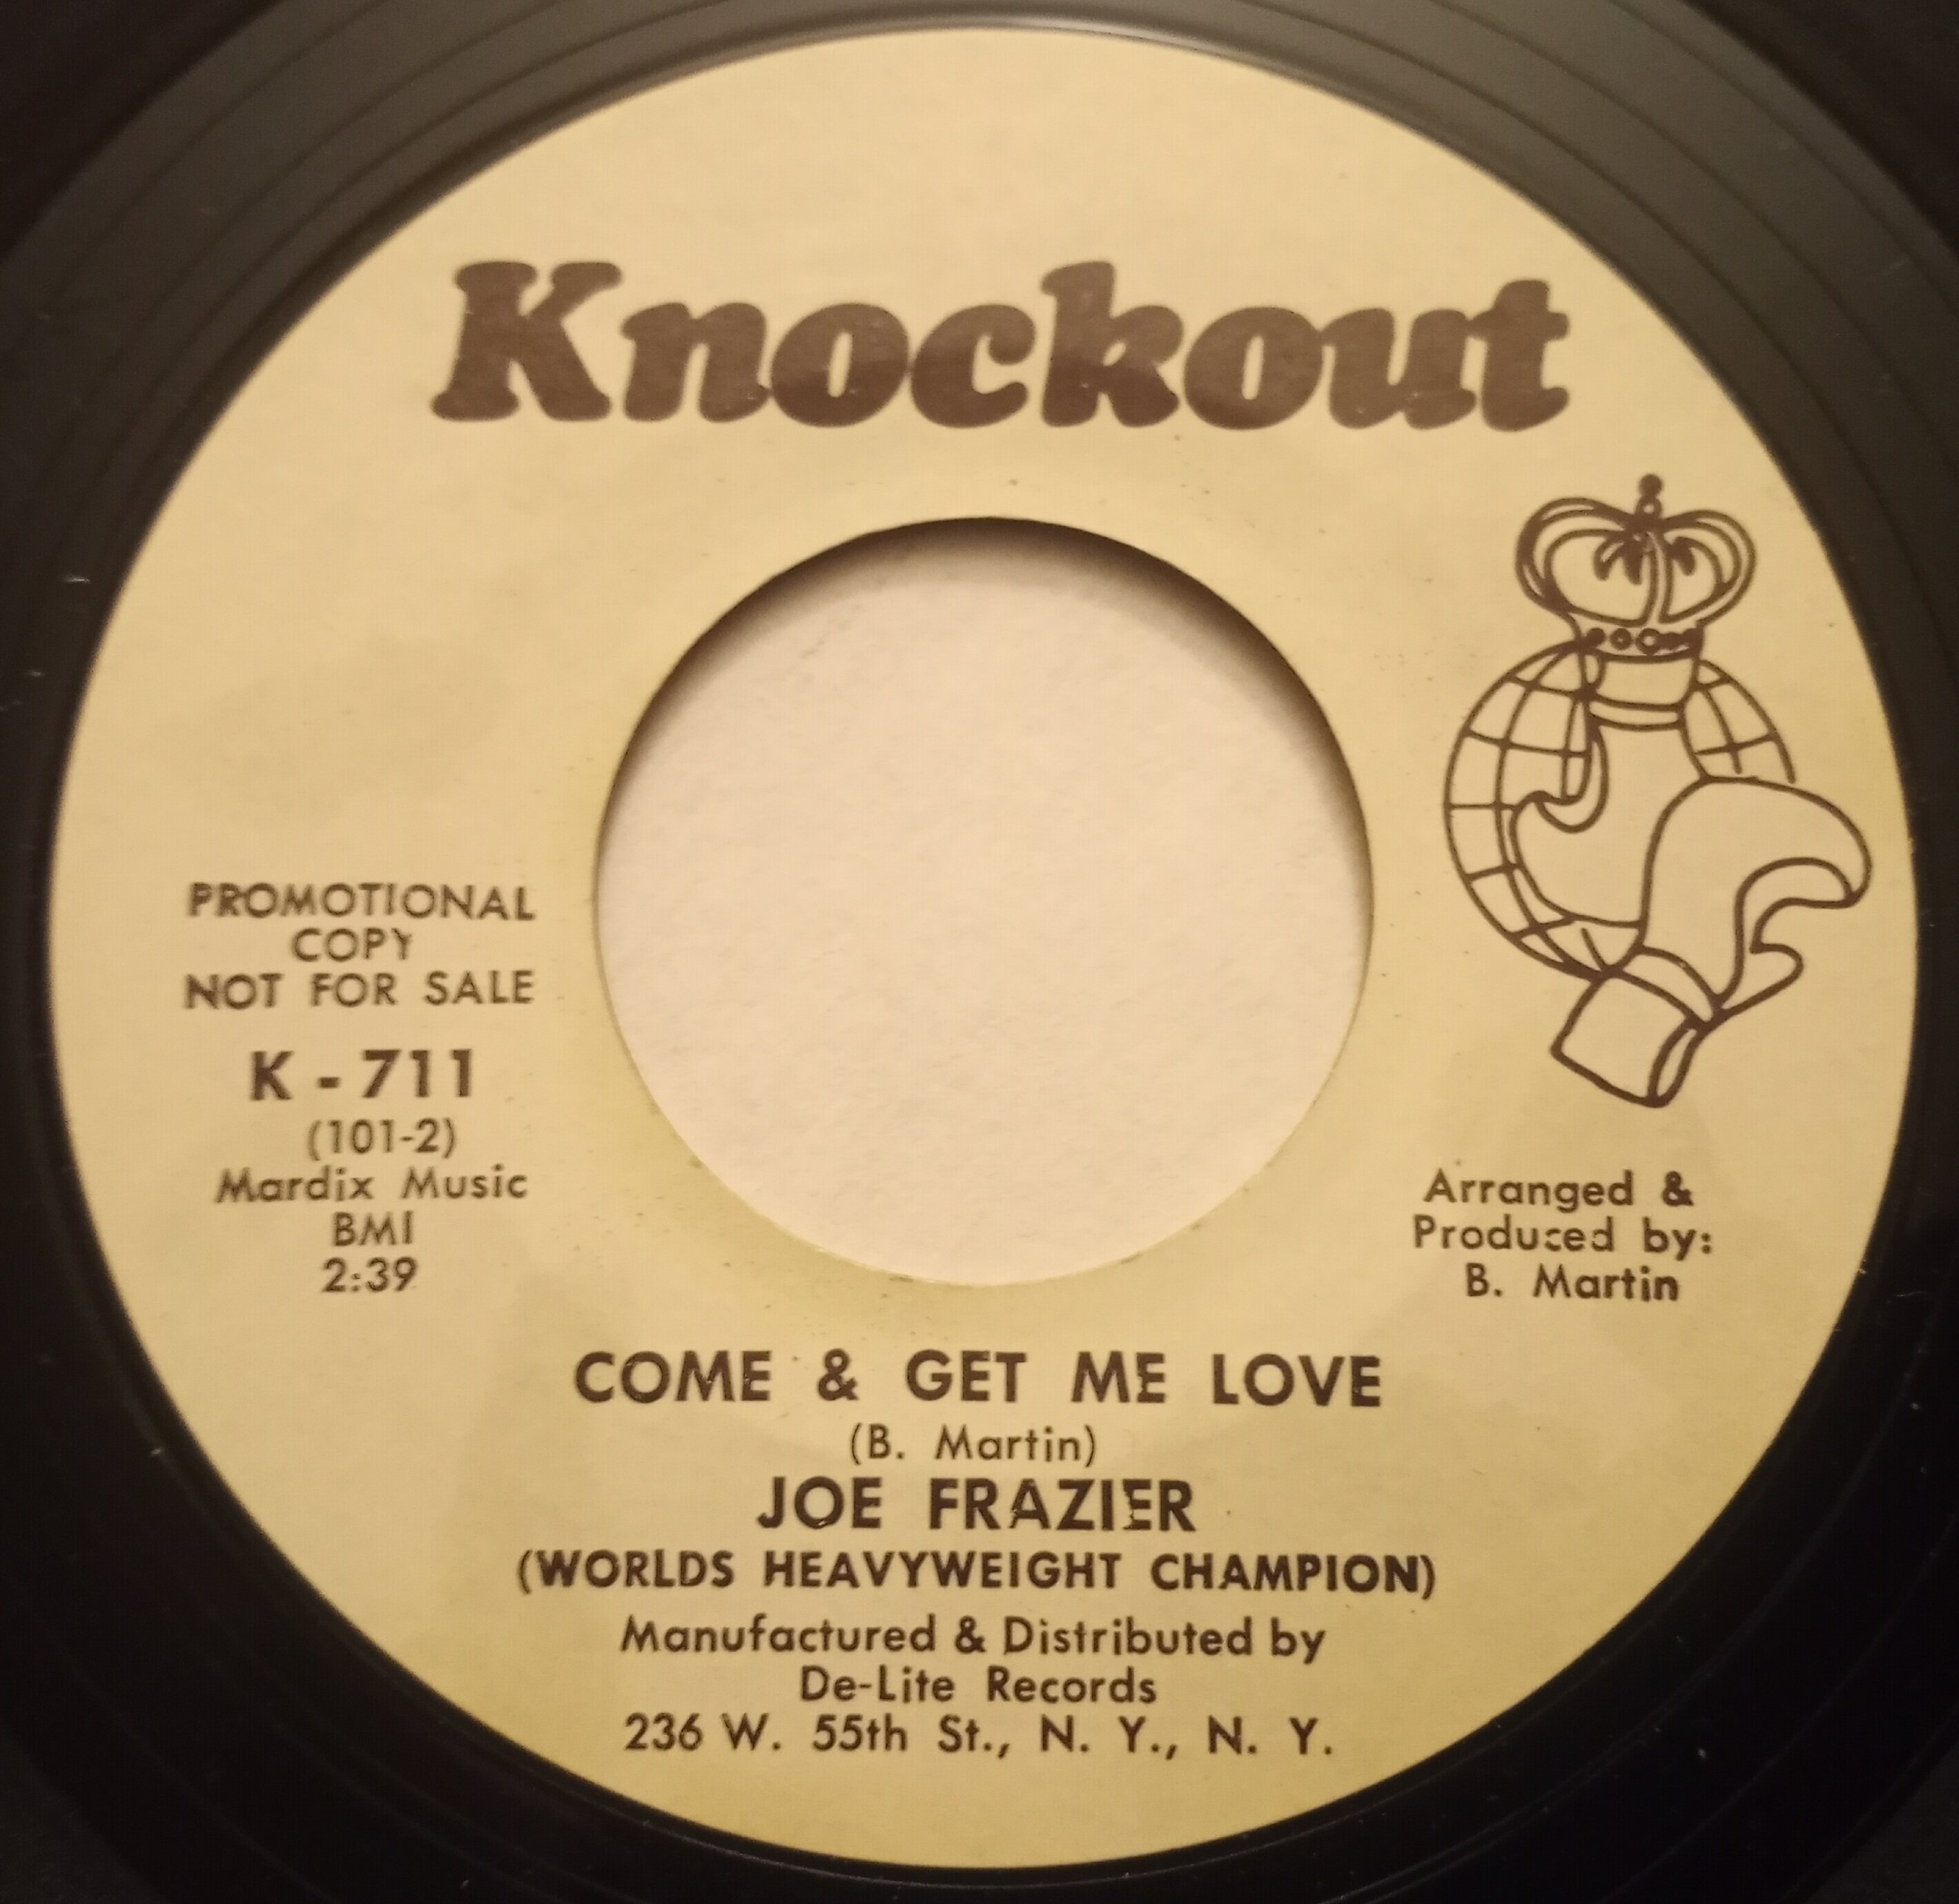 Knockout
PROMOTIONAL
COPY
NOT FOR SALE
K - 711
(101-2)
Mardix Music
BMI
2:39
Arranged &
Produced by:
B. Martin
COME & GET ME LOVE
(B. Martin)
JOE FRAZIER
(WORLDS HEAVYWEIGHT CHAMPION)
Manufactured & Distributed by
De-Lite Records
236 W. 55th St., N. Y., N. Y.